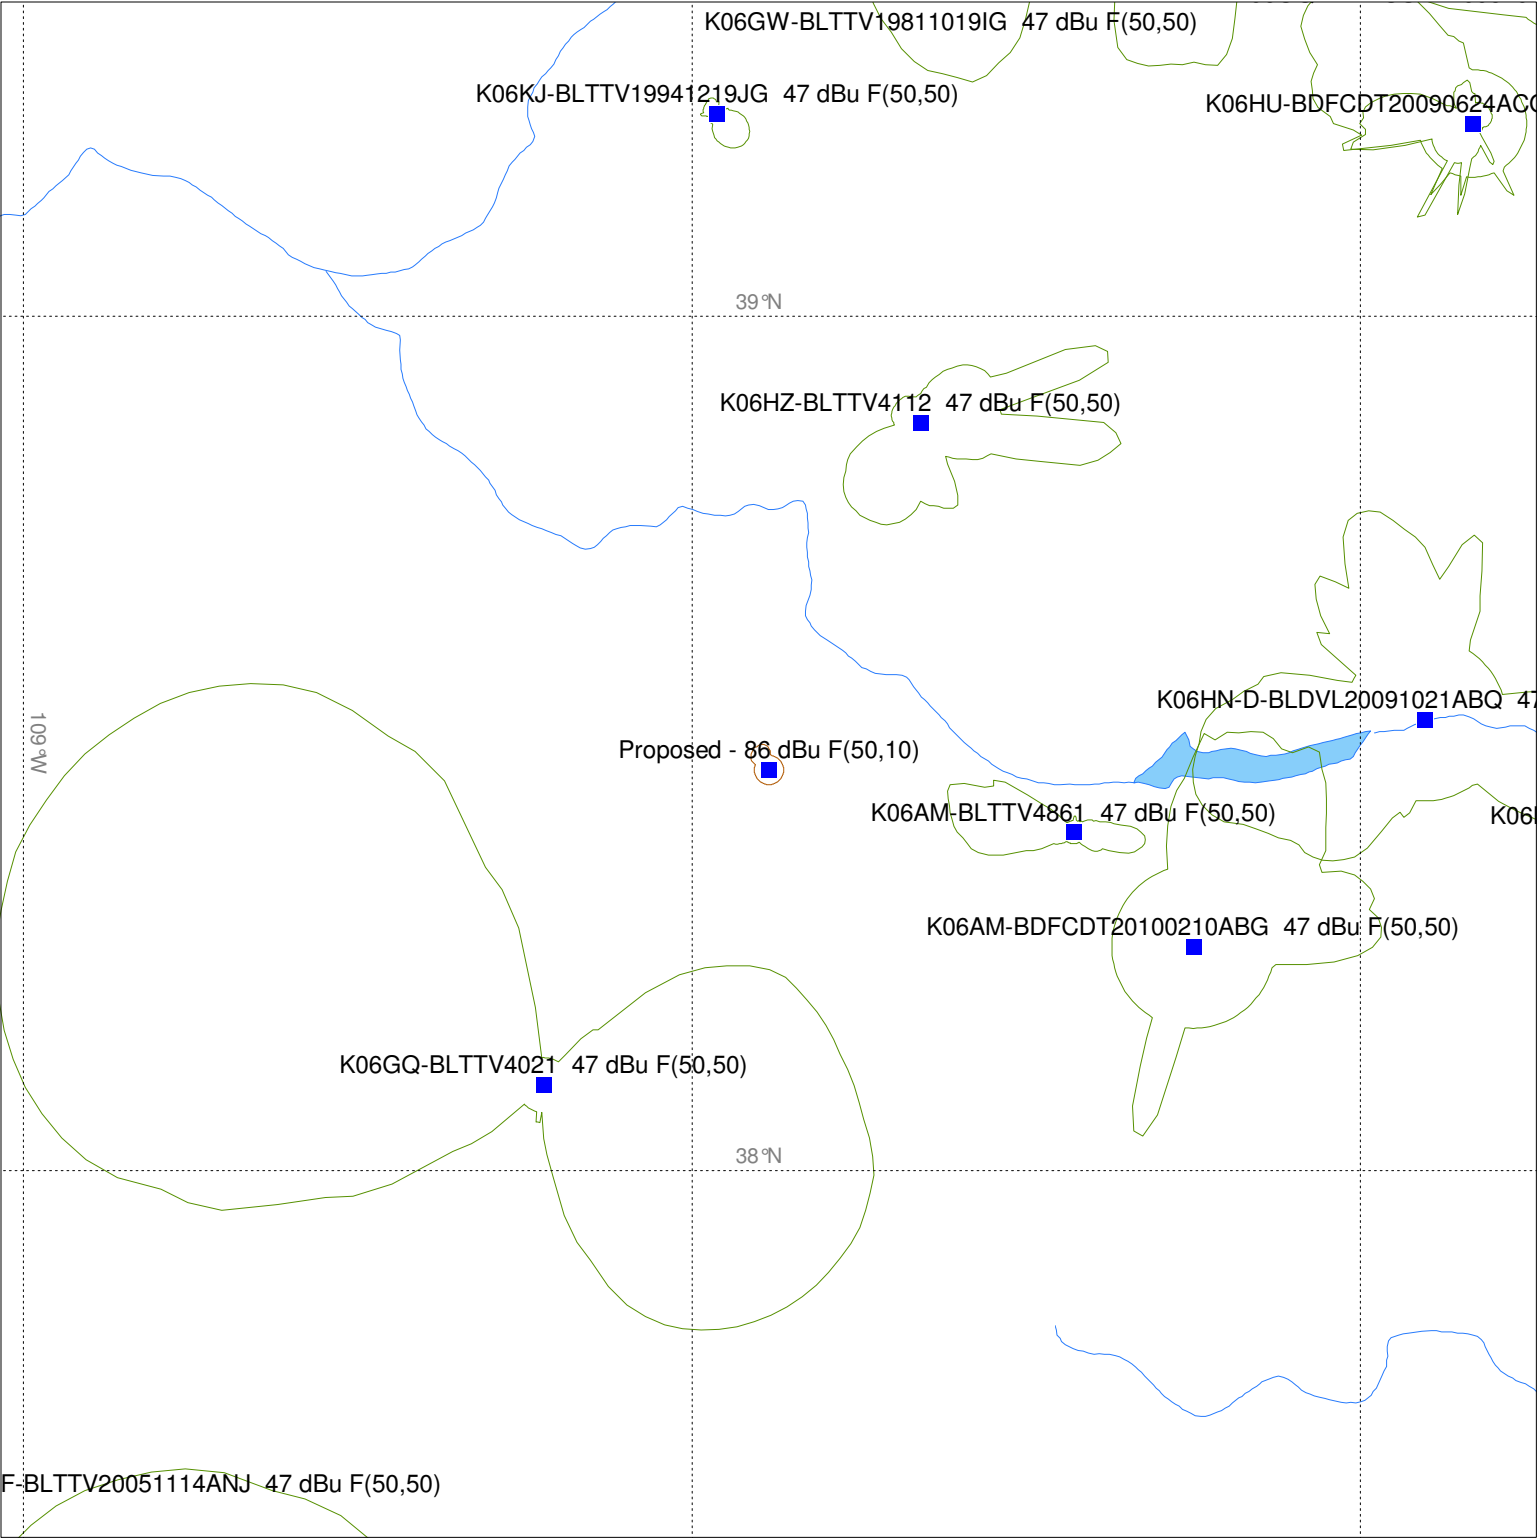 K06GW-BLTTV19811019IG 47 dBu F(50,50)
K06KJ-BLTTV19941219JG 47 dBu F(50,50)
K06HU-BDFCDT20090624AC
39°N
K06HZ-BLTTV4112 47 dBu F(50,50)
K06HN-D-BLDVL20091021ABQ 47
109°W
Proposed - 86 dBu F(50,10)
K06AM-BLTTV4861 47 dBu F(50,50)
K06
K06AM-BDFCDT20100210ABG 47 dBu F(50,50)
K06GQ-BLTTV4021 47 dBu F(50,50)
38°N
F-BLTTV20051114ANJ 47 dBu F(50,50)